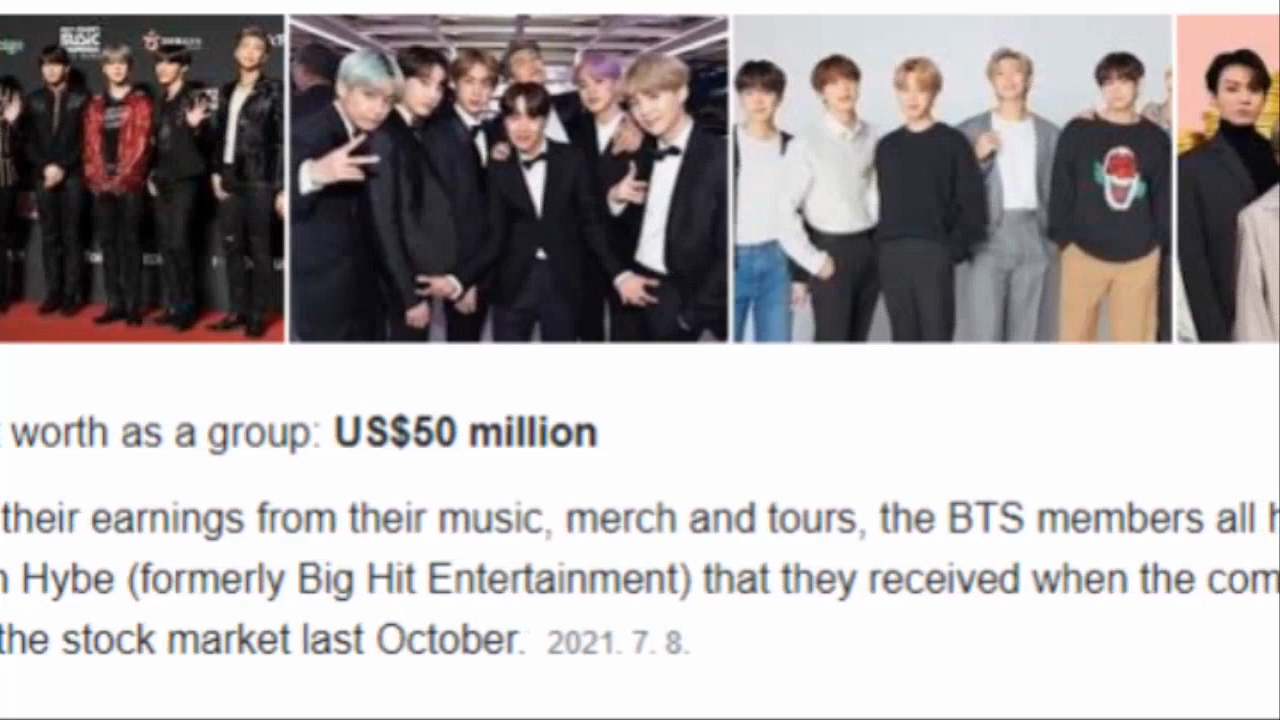 worth as a group: US$50 million
their earnings from their music, merch and tours, the BTS members all
Hybe (formerly Big Hit Entertainment) that they received when the com
the stock market last October. 2021. 7. 8.